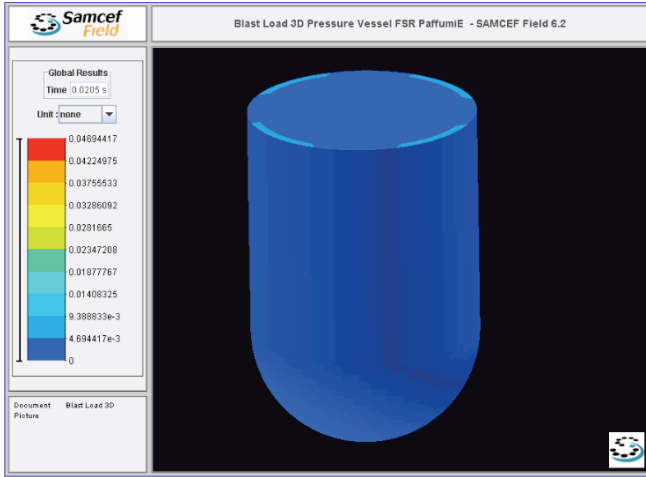 Samcef
Field
Blast Load 3D Pressure Vessel FSR PaffumiE - SAMCEF Field 6.2
Global Results
Time 0.0205 s
Unit : none
0.04694417
0.04224975
0.03755533
0.03286092
0.0281665
0.02347208
0.01877767
0.01408325
9.388833e-3
4.694417e-3
0
Document Blast Load 3D
Picture